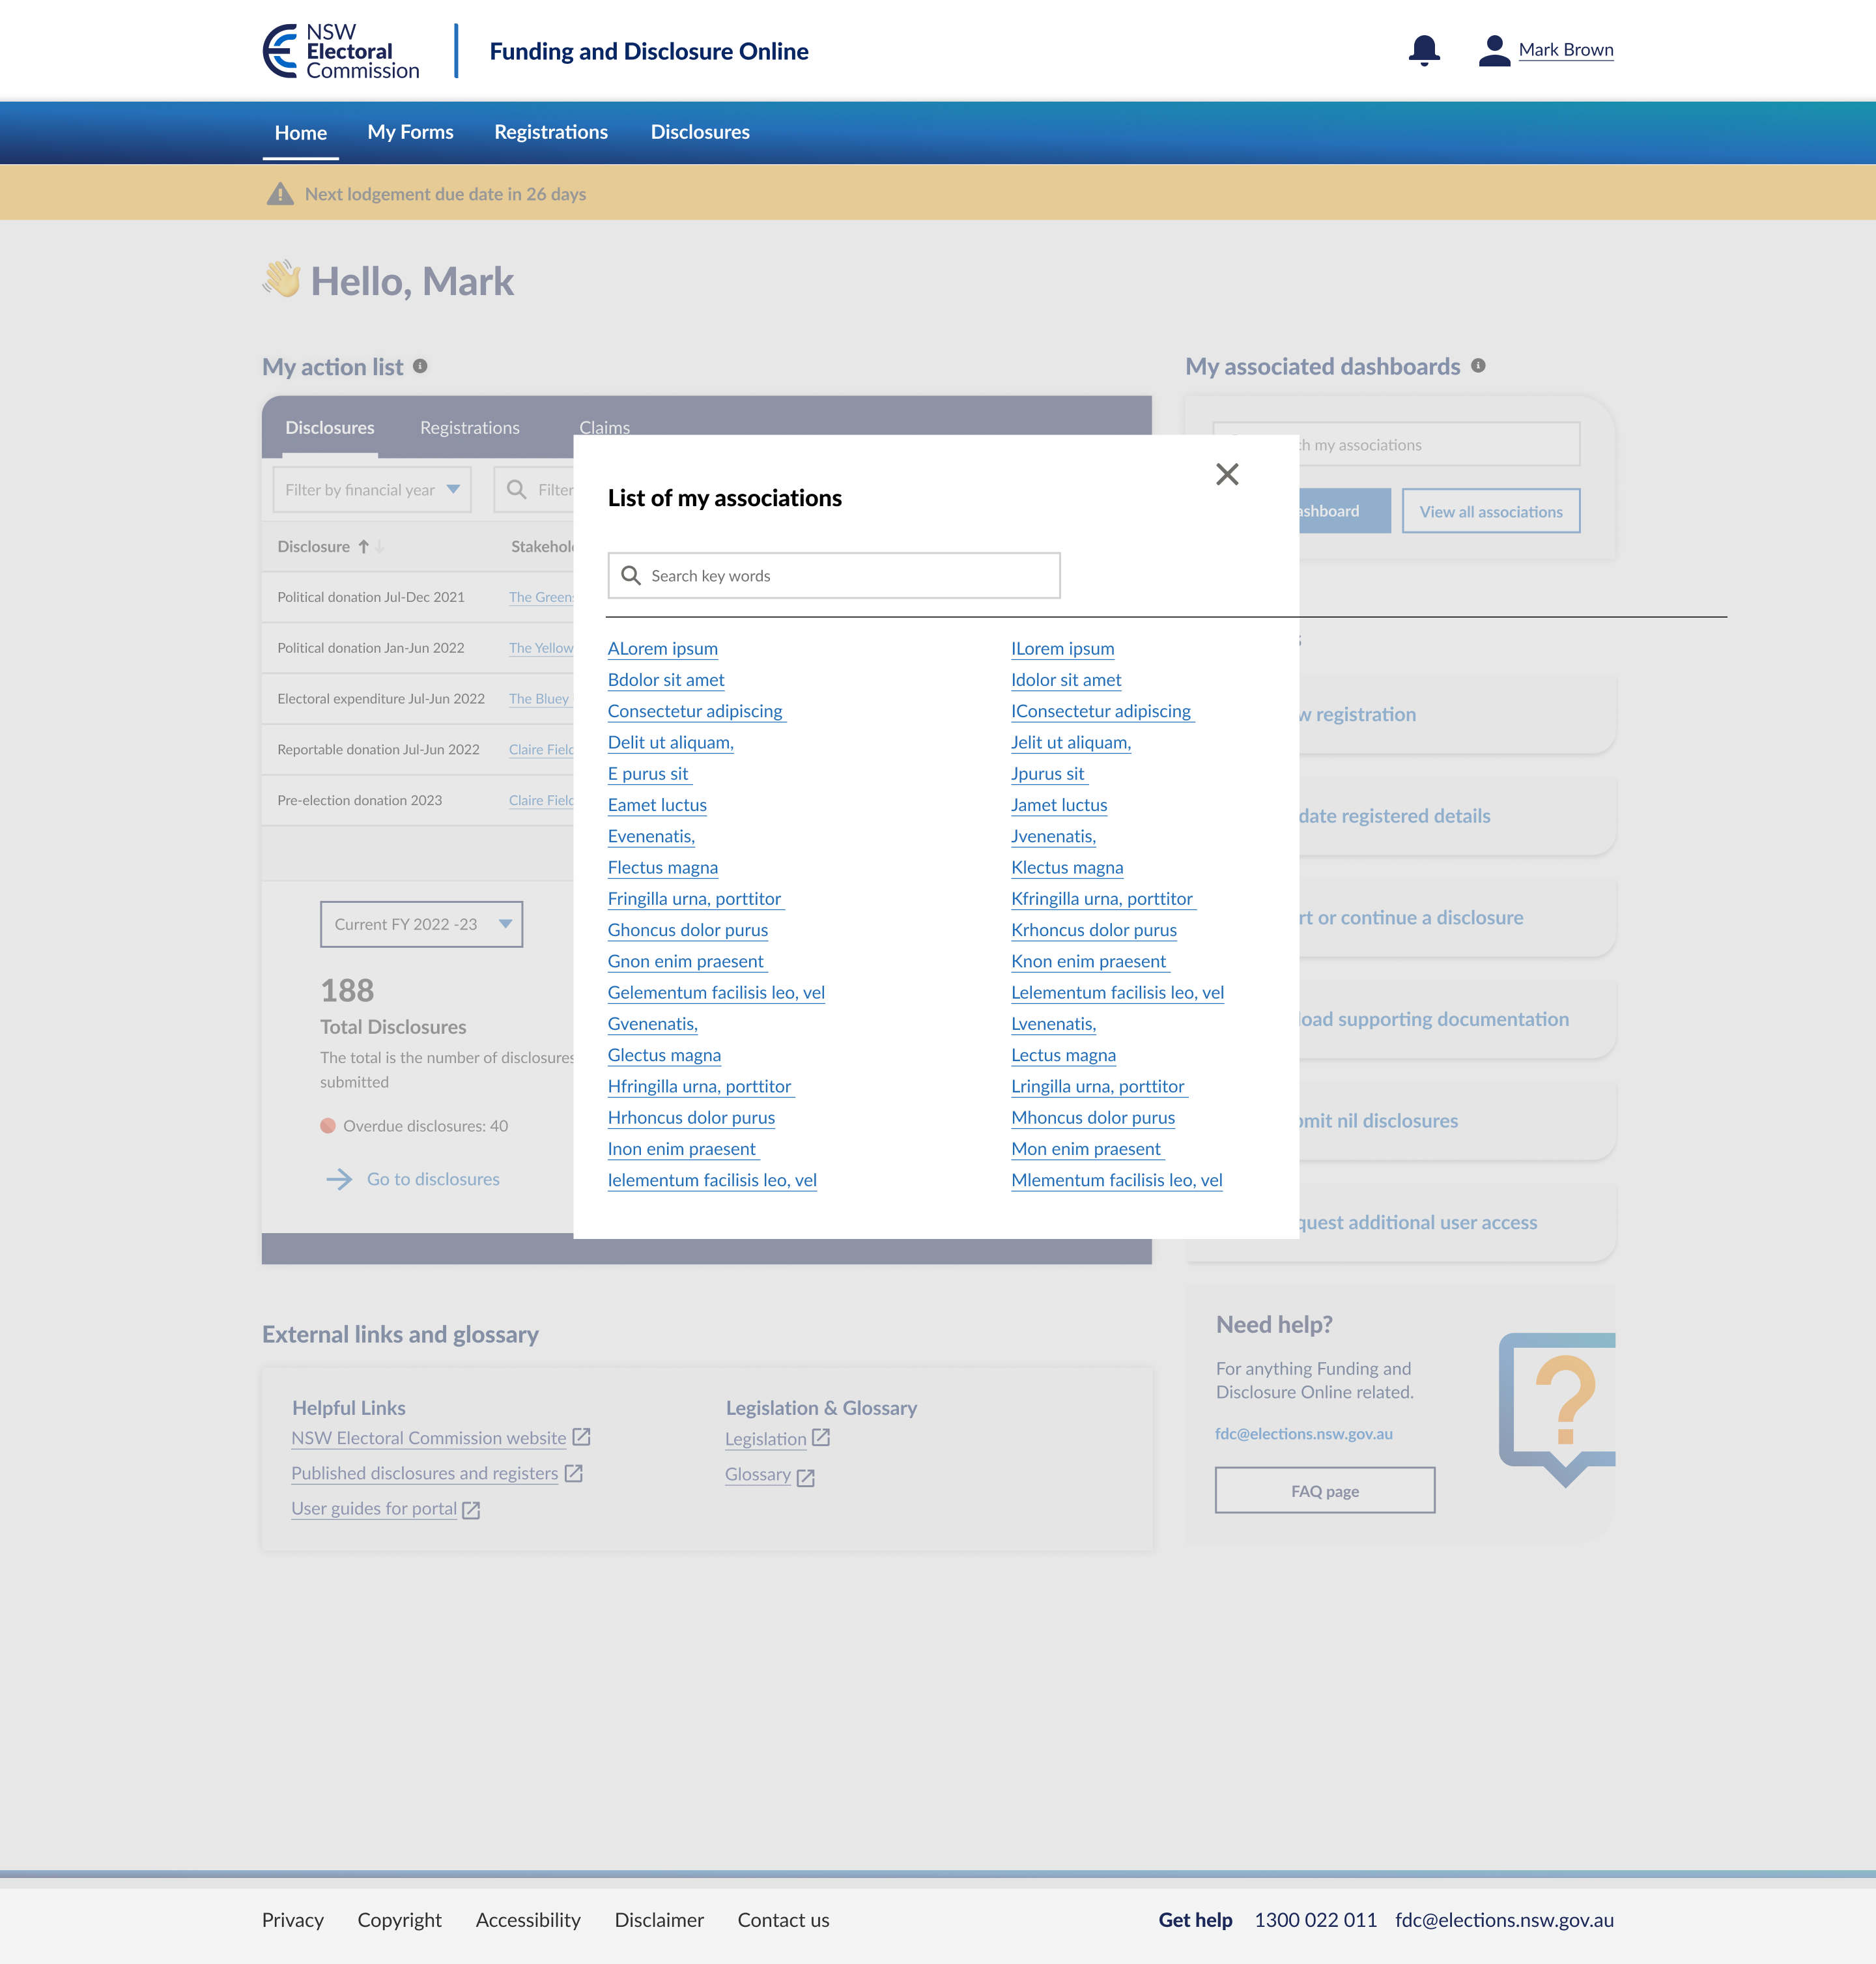 NSW
Electoral
Commission
Funding and Disclosure Online
Mark Brown
Home
My Forms
Registrations
Disclosures
Next lodgement due date in 26 days
Hello, Mark
My action list
Disclosures
Registrations
Claims
Filter by financial year
Filter
Disclosure
Political donation Jul-Dec 2021
The Greens
Political donation Jan-Jun 2022
The Yellow
Electoral expenditure Jul-Jun 2022
The Bluey
Reportable donation Jul-Jun 2022
Claire
Pre-election donation 2023
Claire
Current FY 2022 -23
188
Total Disclosures
The total is the number of disclosures
submitted
Overdue disclosures: 40
Go to disclosures
My associated dashboards
my associations
View all associations
registration
registered details
or continue a disclosure
supporting documentation
nil disclosures
additional user access
List of my associations
Search key words
ALorem ipsum
Bdolor sit amet
Consectetur adipiscing
Delit ut aliquam,
E purus sit
Eamet luctus
Evenenatis,
Flectus magna
Fringilla urna, porttitor
Ghoncus dolor purus
Gnon enim praesent
Gelementum facilisis leo, vel
Gvenenatis,
Glectus magna
Hfringilla urna, porttitor
Hrhoncus dolor purus
Inon enim praesent
Ielementum facilisis leo, vel
ILorem ipsum
Idolor sit amet
IConsectetur adipiscing
Jelit ut aliquam,
Jpurus sit
Jamet luctus
Jvenenatis,
Klectus magna
Kfringilla urna, porttitor
Krhoncus dolor purus
Knon enim praesent
Lelementum facilisis leo, vel
Lvenenatis,
Lectus magna
Lringilla urna, porttitor
Mhoncus dolor purus
Mon enim praesent
Mlementum facilisis leo, vel
External links and glossary
Helpful Links
NSW Electoral Commission website
Published disclosures and registers
User guides for portal
Legislation & Glossary
Legislation
Glossary
Need help?
For anything Funding and
Disclosure Online related.
fdc@elections.nsw.gov.au
FAQ page
Privacy
Copyright
Accessibility
Disclaimer
Contact us
Get help
1300 022 011
fdc@elections.nsw.gov.au